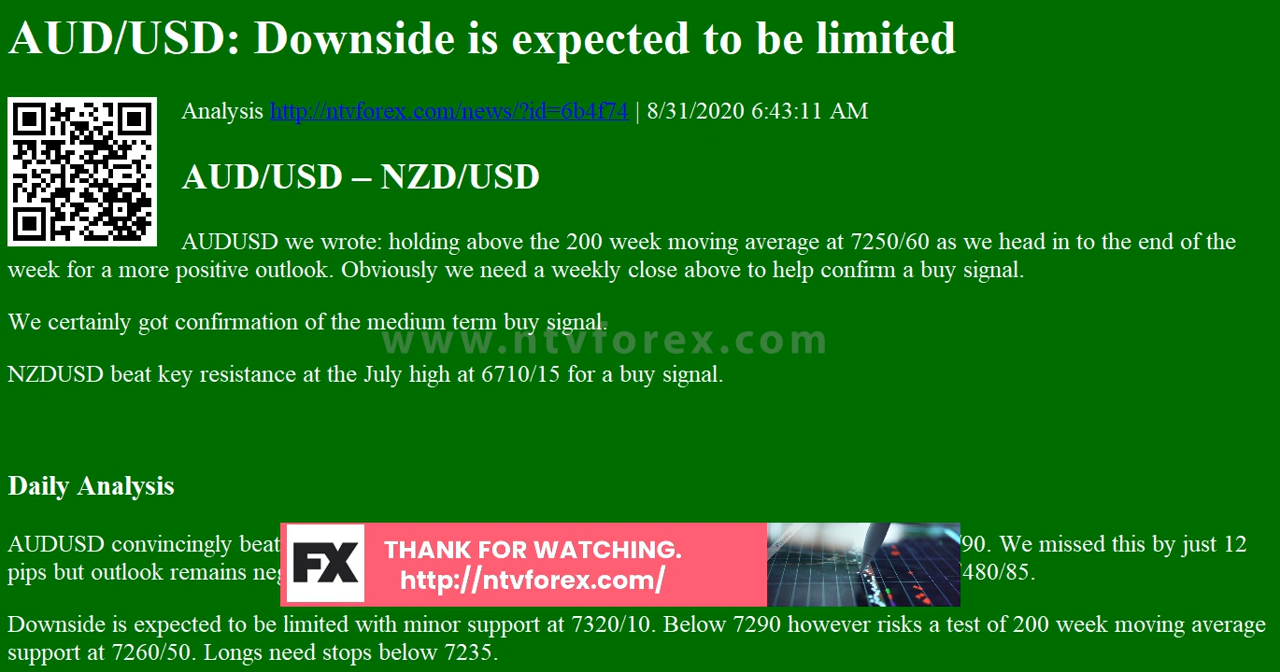 AUD/USD: Downside is expected to be limited
Analysis http://ntvforex.com/news/?id=6b4f74 | 8/31/2020 6:43:11 AM
AUD/USD – NZD/USD
AUDUSD we wrote: holding above the 200 week moving average at 7250/60 as we head in to the end of the
week for a more positive outlook. Obviously we need a weekly close above to help confirm a buy signal.
We certainly got confirmation of the medium term buy signal.
www.ntvforex.com
NZDUSD beat key resistance at the July high at 6710/15 for a buy signal.
Daily Analysis
AUDUSD convincingly beat 90. We missed this by just 12
pips but outlook remains 480/85.
FX
THANK FOR WATCHING.
http://ntvforex.com/
Downside is expected to be limited with minor support at 7320/10. Below 7290 however risks a test of 200 week moving average
support at 7260/50. Longs need stops below 7235.